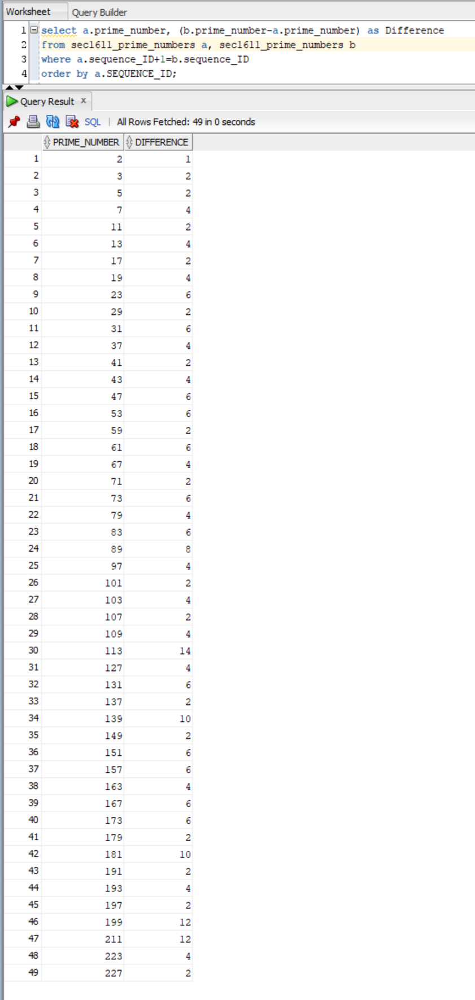 Worksheet Query Builder
1 select a.prime_number, (b.prime_number-a.prime_number) as Difference
2 from sec1611_prime_numbers a, sec1611_prime_numbers b
3 where a.sequence_ID+1=b.sequence_ID
4 order by a.SEQUENCE_ID;
Query Result x
SQL | All Rows Fetched: 49 in 0 seconds
PRIME_NUMBER DIFFERENCE
1 2 1
2 3 2
3 5 2
4 7 4
5 11 2
6 13 4
7 17 2
8 19 4
9 23 6
10 29 2
11 31 6
12 37 4
13 41 2
14 43 4
15 47 6
16 53 6
17 59 2
18 61 6
19 67 4
20 71 2
21 73 6
22 79 4
23 83 6
24 89 8
25 97 4
26 101 2
27 103 4
28 107 2
29 109 4
30 113 14
31 127 4
32 131 6
33 137 2
34 139 10
35 149 2
36 151 6
37 157 6
38 163 4
39 167 6
40 173 6
41 179 2
42 181 10
43 191 2
44 193 4
45 197 2
46 199 12
47 211 12
48 223 4
49 227 2